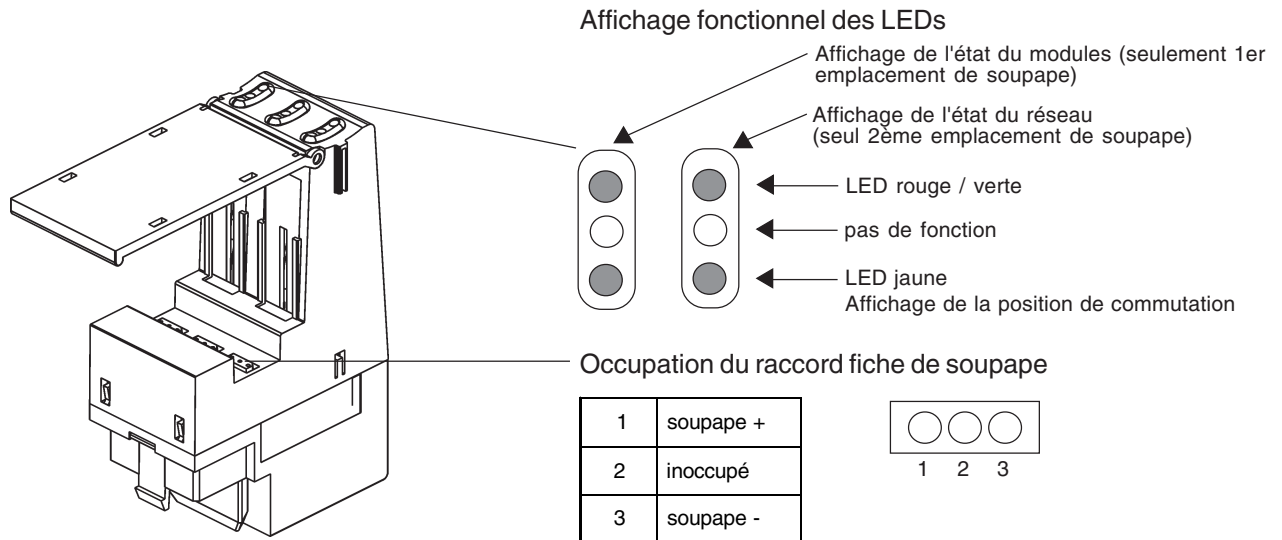 Affichage fonctionnel des LEDs
Affichage de l'état du modules (seulement 1er
emplacement de soupape)
Affichage de l'état du réseau
(seul 2ème emplacement de soupape)
LED rouge / verte
pas de fonction
LED jaune
Affichage de la position de commutation
Occupation du raccord fiche de soupape
1 soupape +
2 inoccupé
3 soupape -
1 2 3